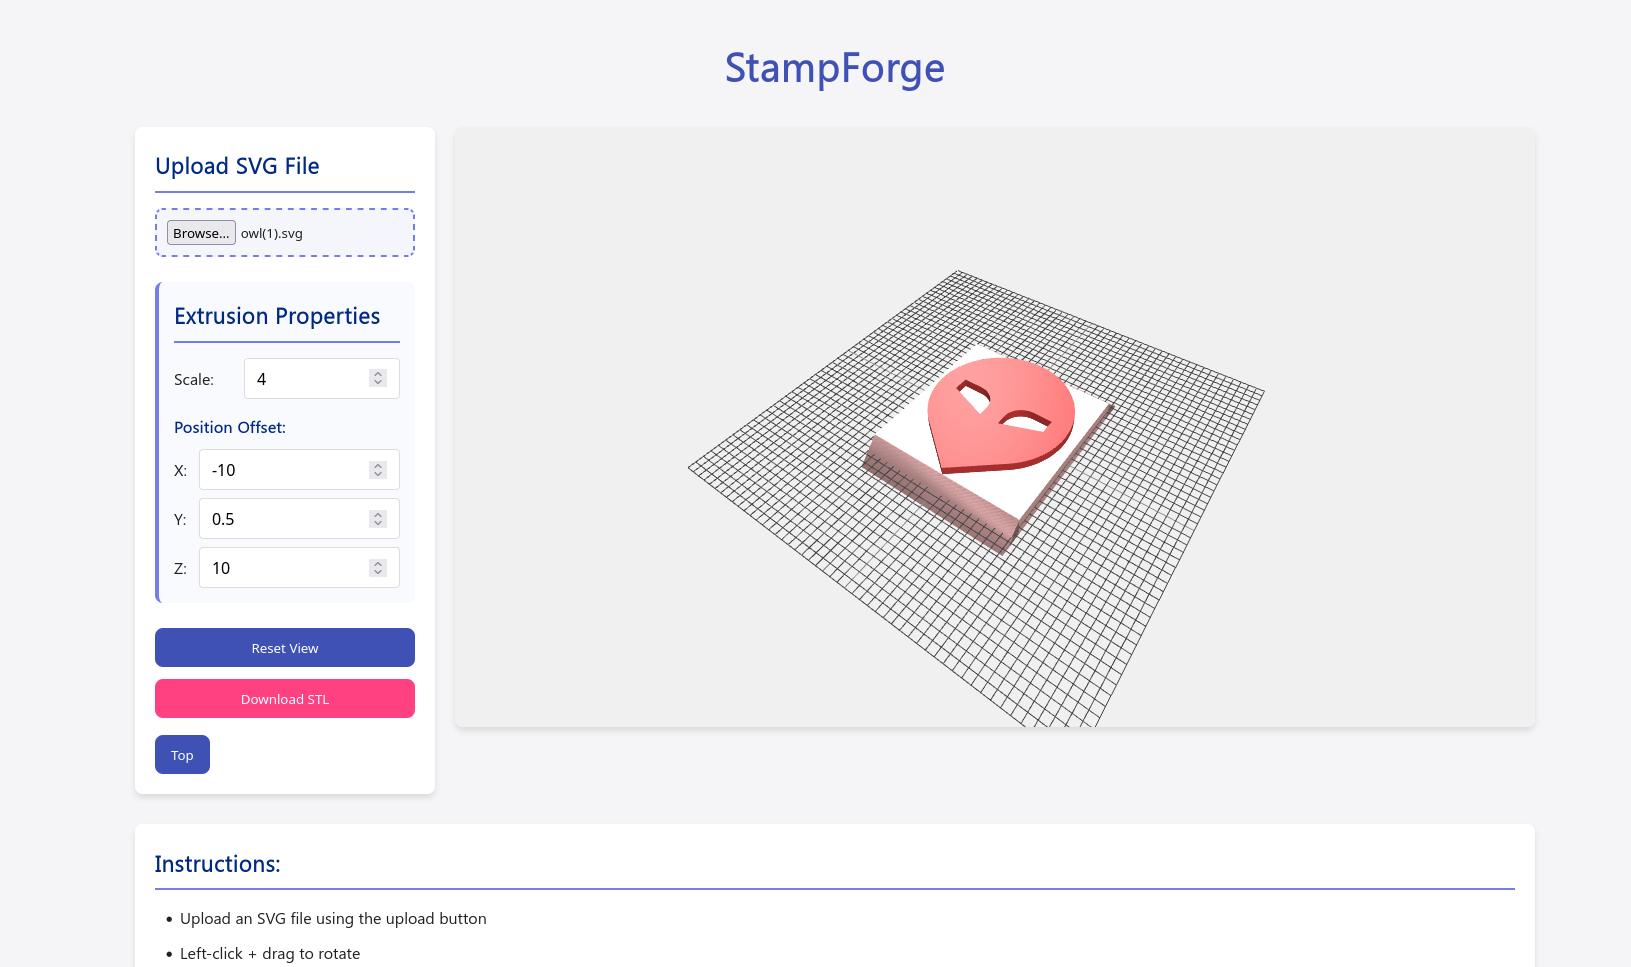 StampForge
Upload SVG File
Browse... owl(1).svg
Extrusion Properties
Scale: 4
Position Offset:
X: -10
Y: 0.5
Z: 10
Reset View
Download STL
Top
Instructions:
• Upload an SVG file using the upload button
• Left-click + drag to rotate